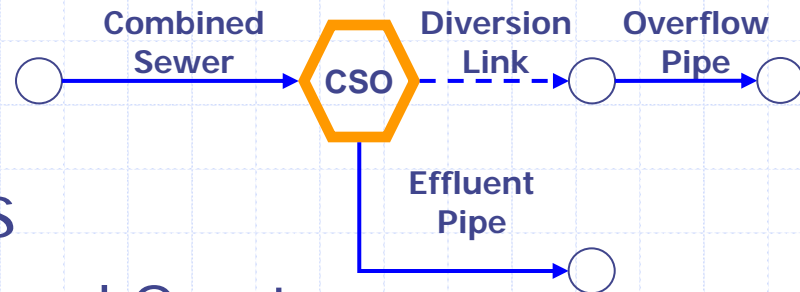 Combined
Sewer
CSO
Diversion
Link
Overflow
Pipe
Effluent
Pipe